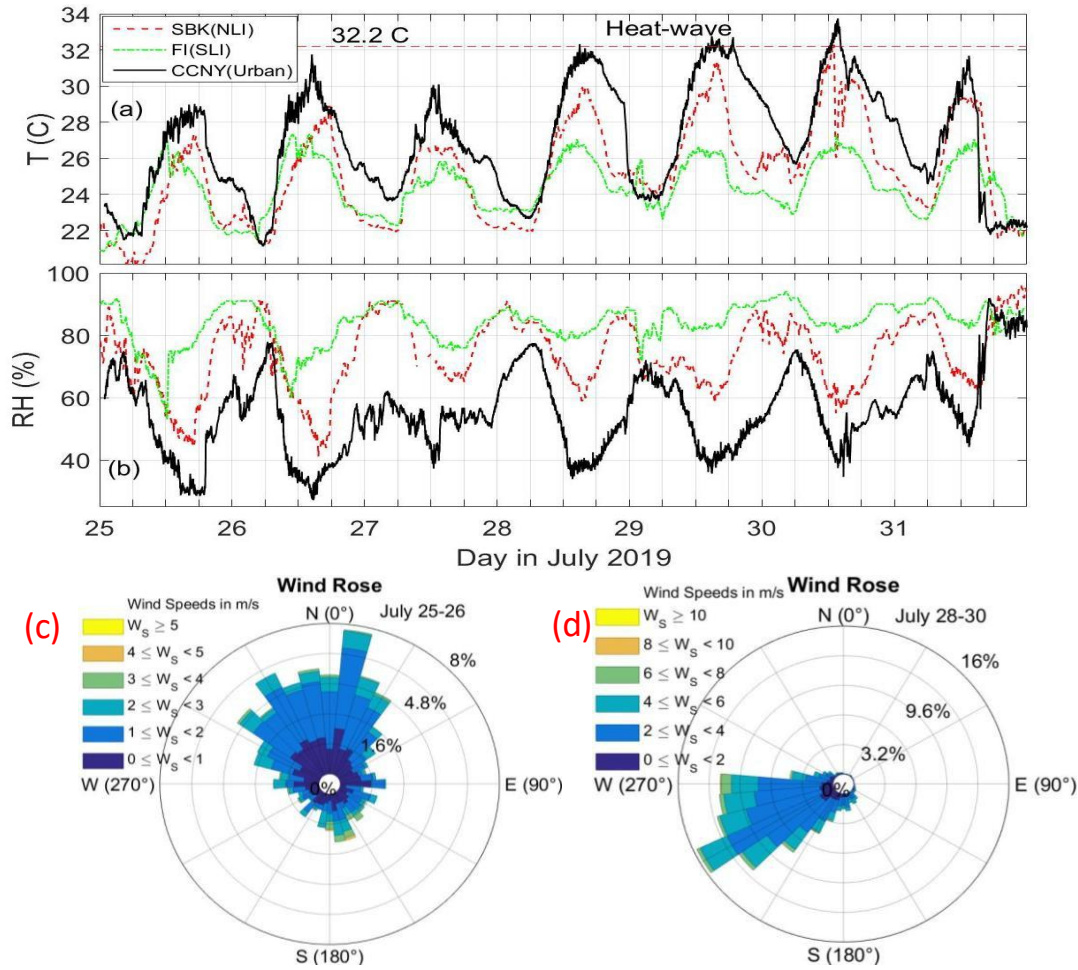 34
32
30
28
26
24
22
T (C)
SBK(NLI)
FI(SLI)
CCNY(Urban)
32.2 C
Heat-wave
(a)
100
80
60
40
RH (%)
(b)
25 26 27 28 29 30 31
Day in July 2019
(c)
Wind Rose
Wind Speeds in m/s
W_S ≥ 5
4 ≤ W_S < 5
3 ≤ W_S < 4
2 ≤ W_S < 3
1 ≤ W_S < 2
0 ≤ W_S < 1
N (0°)
July 25-26
8%
4.8%
1.6%
0%
W (270°)
E (90°)
S (180°)
(d)
Wind Rose
Wind Speeds in m/s
W_S ≥ 10
8 ≤ W_S < 10
6 ≤ W_S < 8
4 ≤ W_S < 6
2 ≤ W_S < 4
0 ≤ W_S < 2
N (0°)
July 28-30
16%
9.6%
3.2%
0%
W (270°)
E (90°)
S (180°)